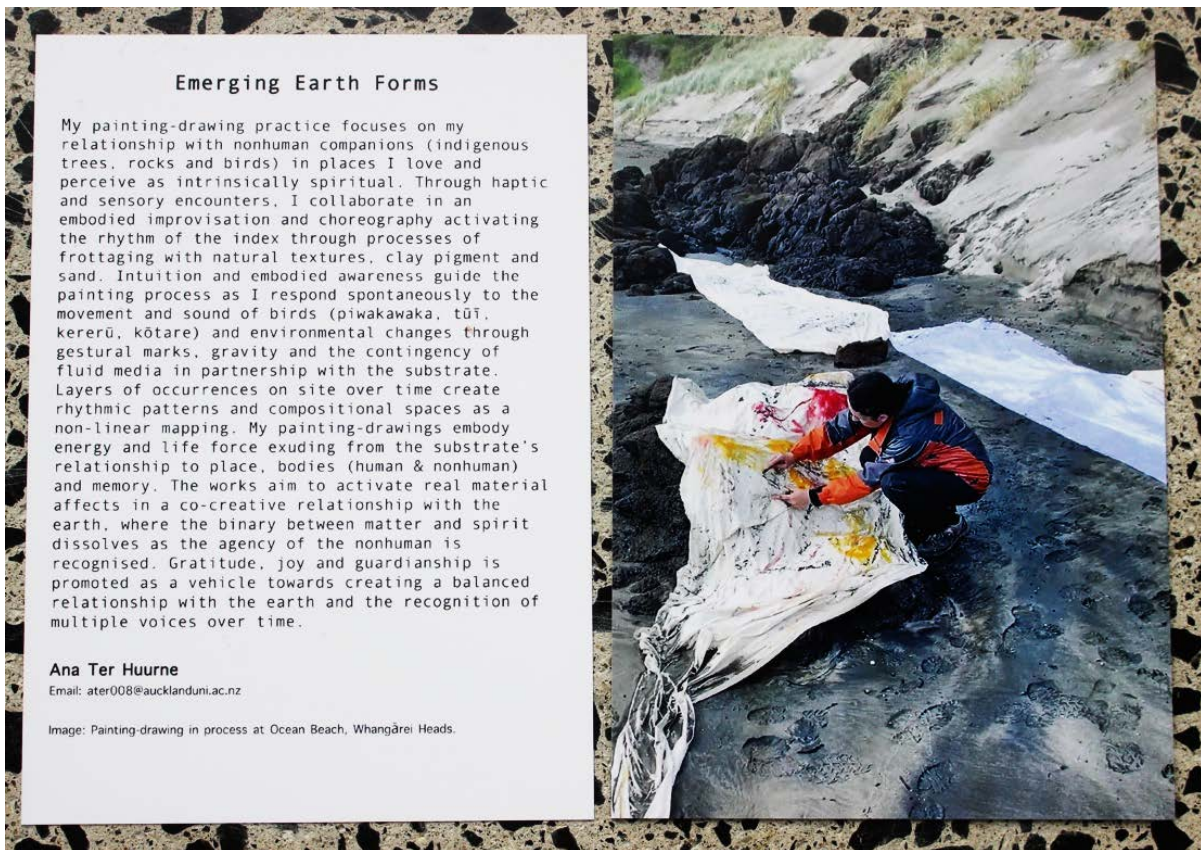 Emerging Earth Forms
My painting-drawing practice focuses on my
relationship with nonhuman companions (indigenous
trees, rocks and birds) in places I love and
perceive as intrinsically spiritual. Through haptic
and sensory encounters, I collaborate in an
embodied improvisation and choreography activating
the rhythm of the index through processes of
frottaging with natural textures, clay pigment and
sand. Intuition and embodied awareness guide the
painting process as I respond spontaneously to the
movement and sound of birds (piwakawaka, tūī,
kererū, kōtare) and environmental changes through
gestural marks, gravity and the contingency of
fluid media in partnership with the substrate.
Layers of occurrences on site over time create
rhythmic patterns and compositional spaces as a
non-linear mapping. My painting-drawings embody
energy and life force exuding from the substrate's
relationship to place, bodies (human & nonhuman)
and memory. The works aim to activate real material
affects in a co-creative relationship with the
earth, where the binary between matter and spirit
dissolves as the agency of the nonhuman is
recognised. Gratitude, joy and guardianship is
promoted as a vehicle towards creating a balanced
relationship with the earth and the recognition of
multiple voices over time.
Ana Ter Huurne
Email: ater008@aucklanduni.ac.nz
Image: Painting-drawing in process at Ocean Beach, Whangārei Heads.